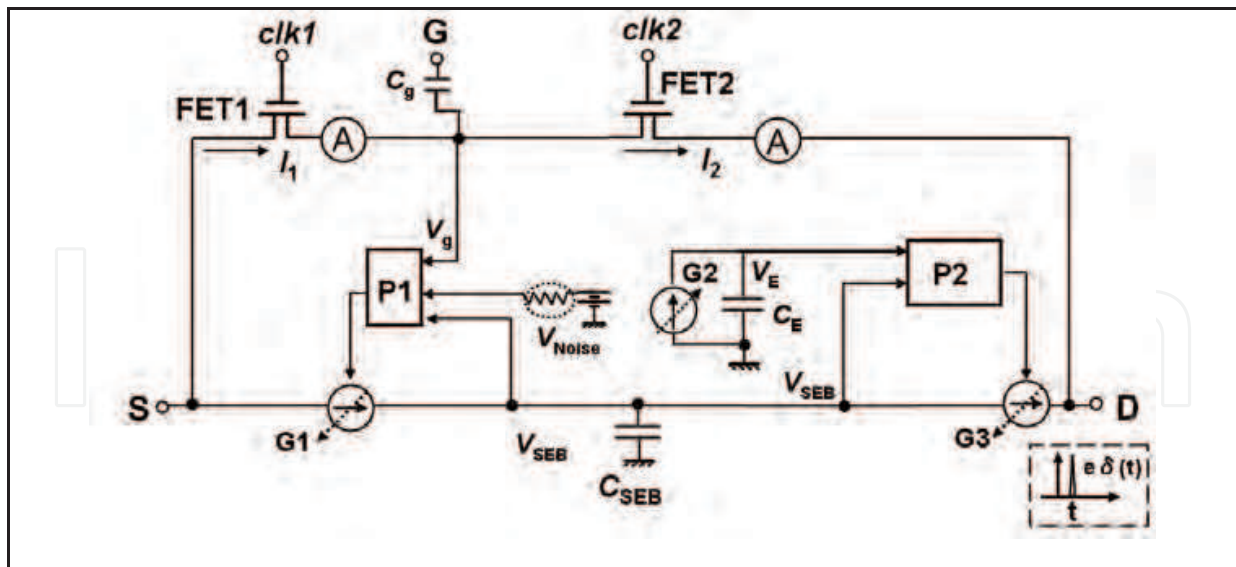 clk1
G
clk2
C_g
FET2
FET1
A
A
I_1
I_2
V_g
G2
V_E
P2
P1
C_E
V_Noise
V_SEB
S
D
G1
V_SEB
G3
C_SEB
e δ (t)
t